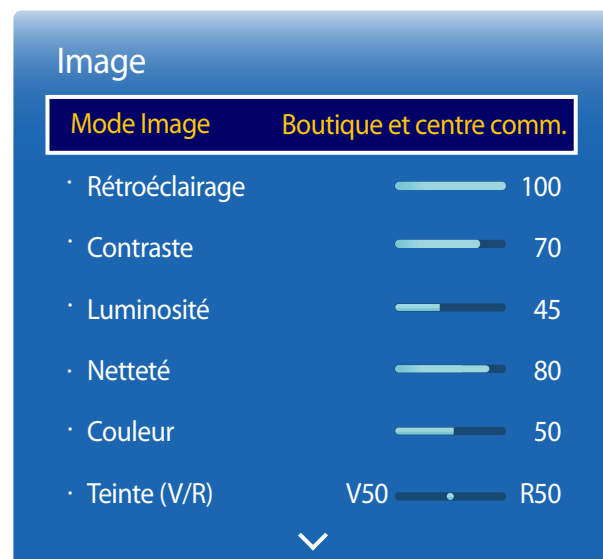 Image
Mode Image Boutique et centre comm.
· Rétroéclairage 100
· Contraste 70
· Luminosité 45
· Netteté 80
· Couleur 50
· Teinte (V/R) V50 R50